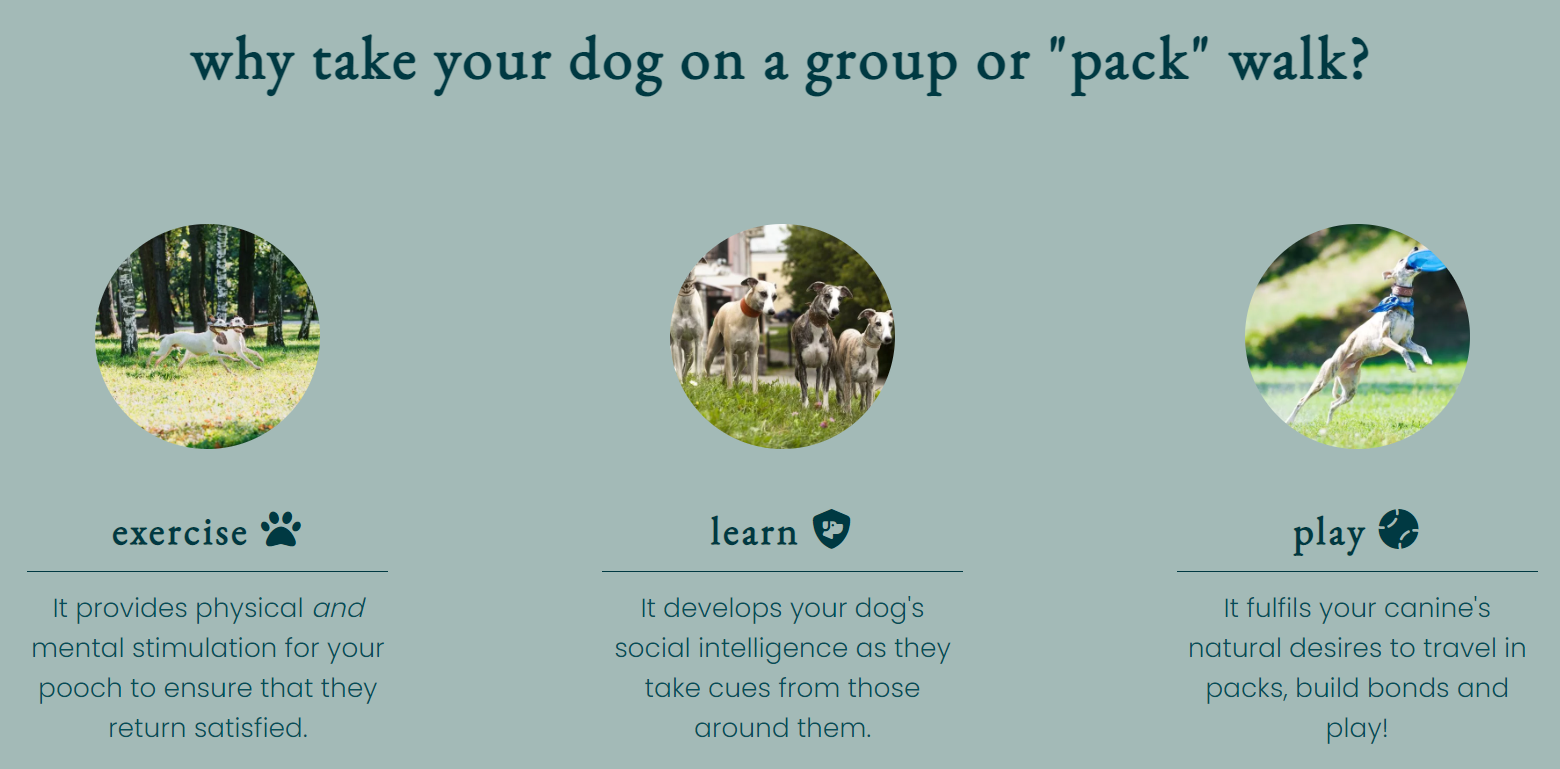 why take your dog on a group or "pack" walk?
exercise
It provides physical and
mental stimulation for your
pooch to ensure that they
return satisfied.
learn
It develops your dog's
social intelligence as they
take cues from those
around them.
play
It fulfils your canine's
natural desires to travel in
packs, build bonds and
play!